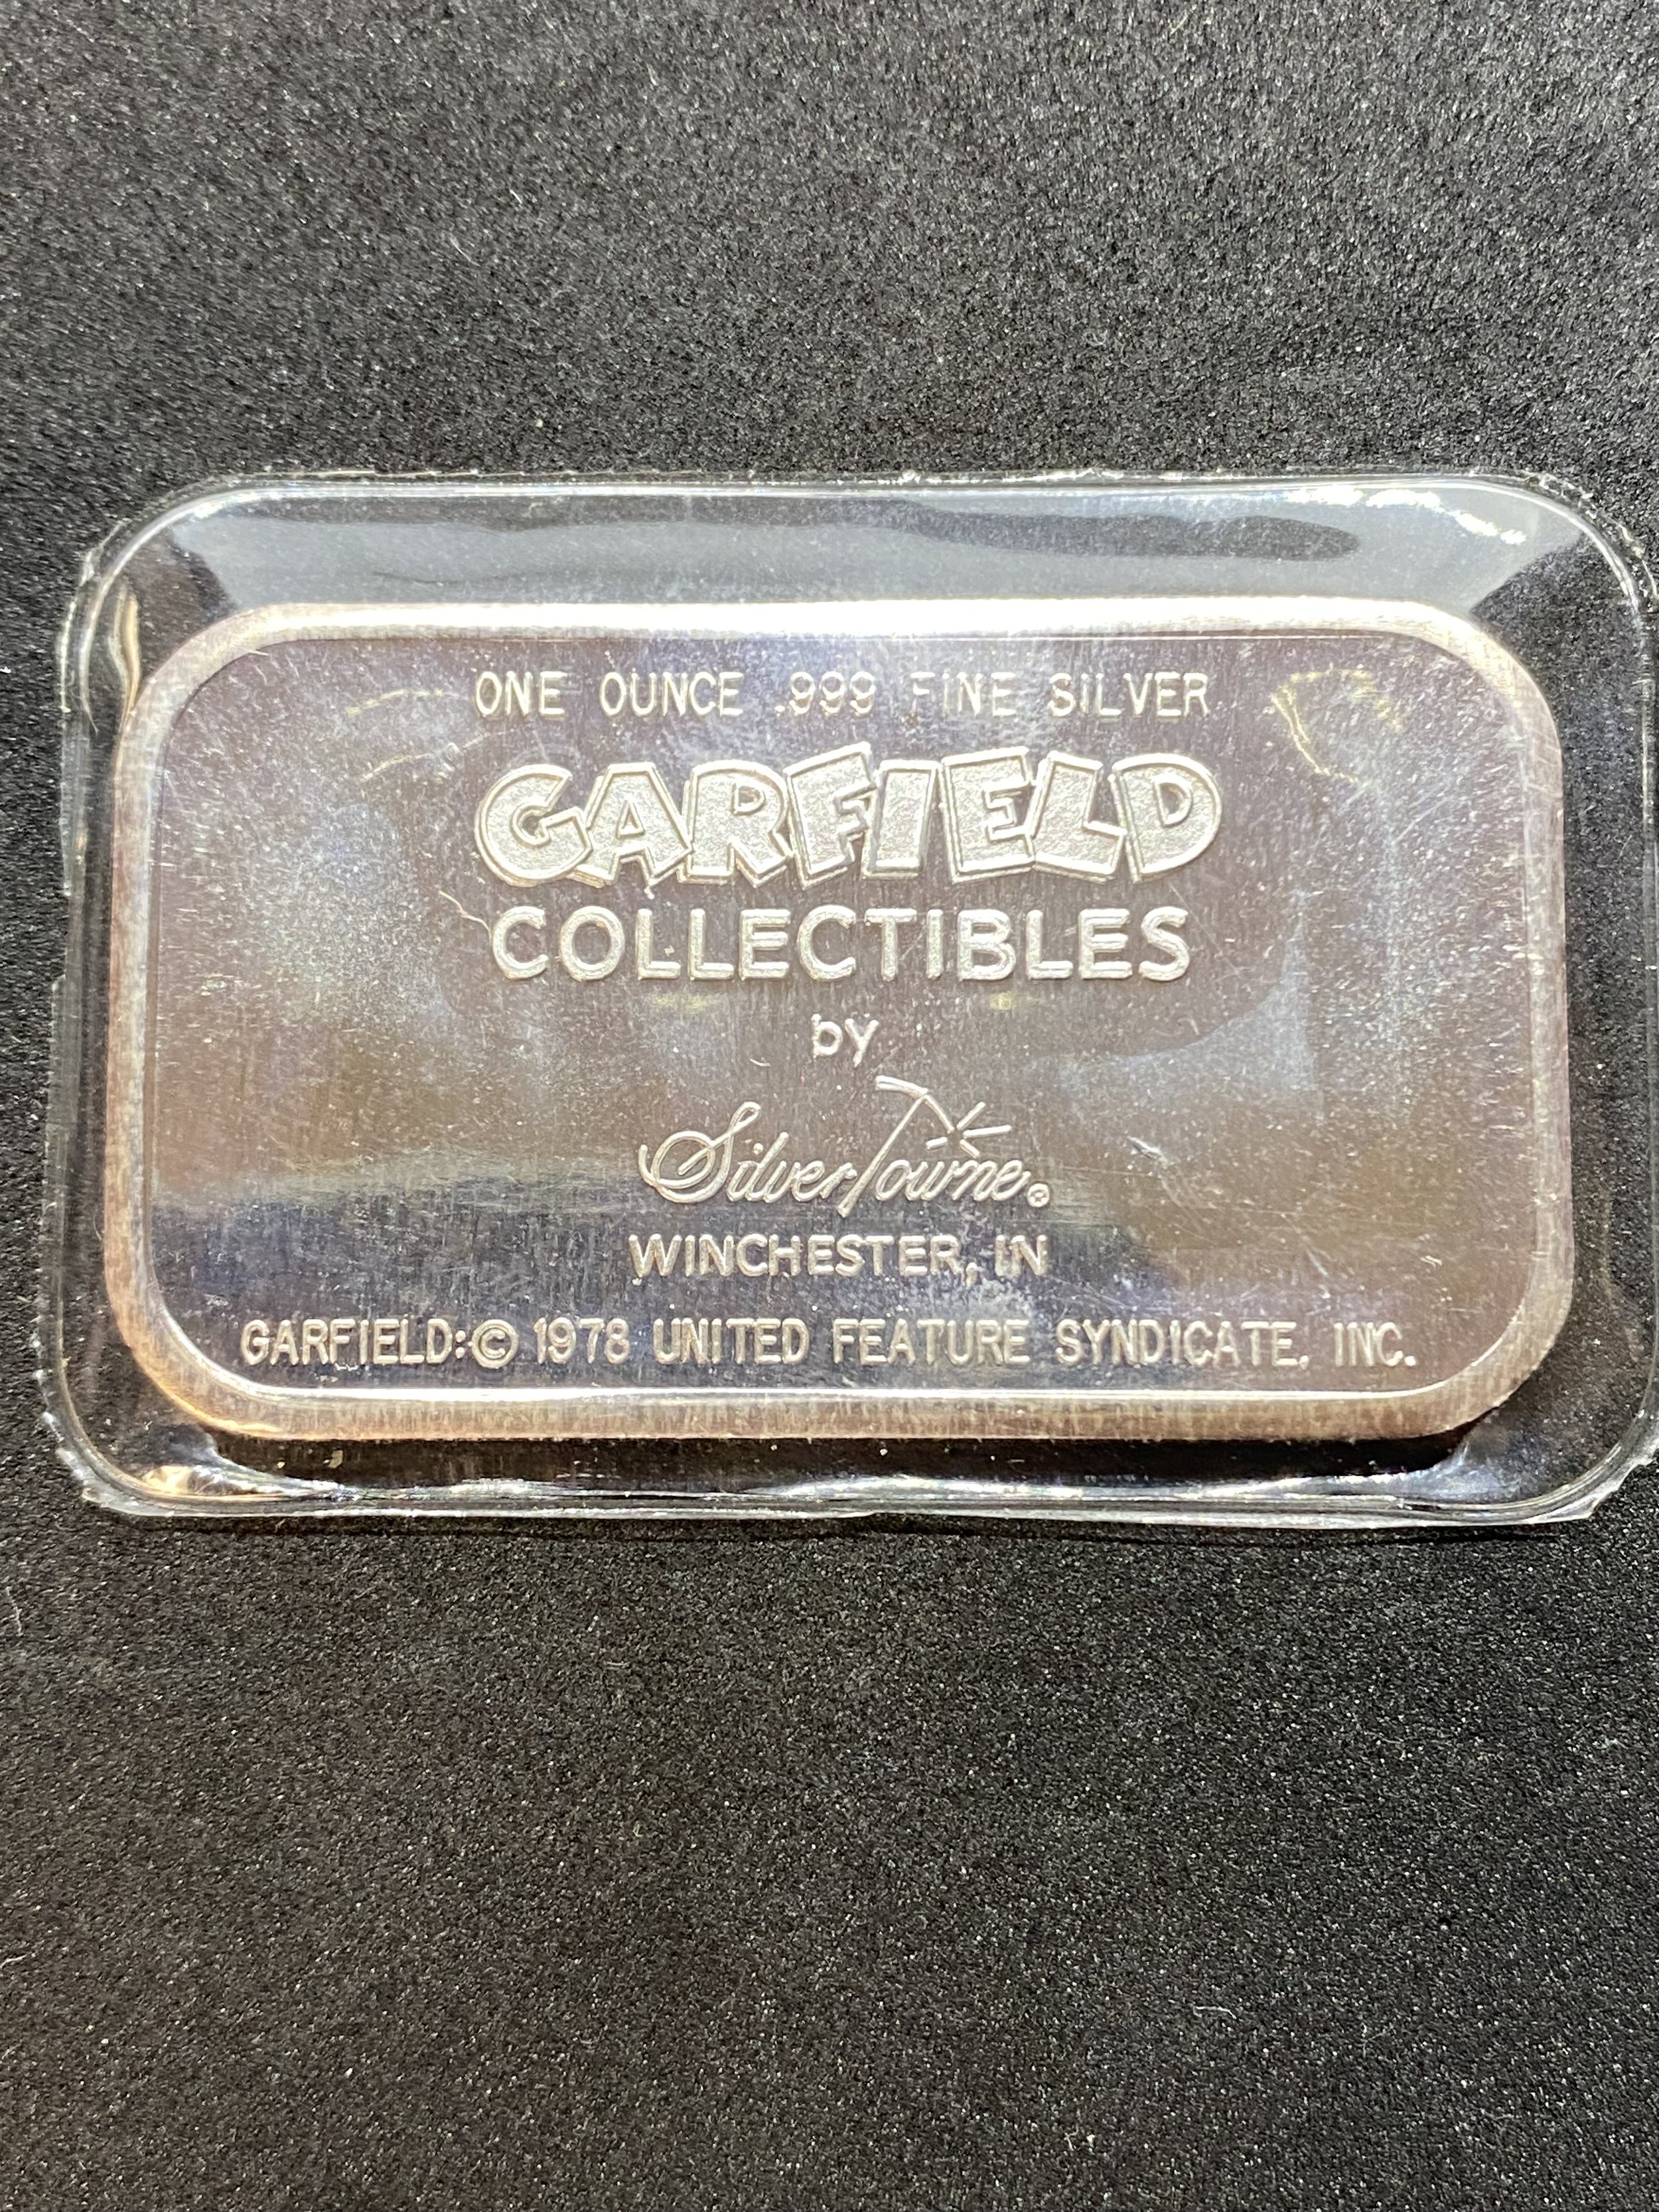 ONE OUNCE .999 FINE SILVER
GARFIELD
COLLECTIBLES
by
SilverTowne®
WINCHESTER, IN
GARFIELD:© 1978 UNITED FEATURE SYNDICATE, INC.